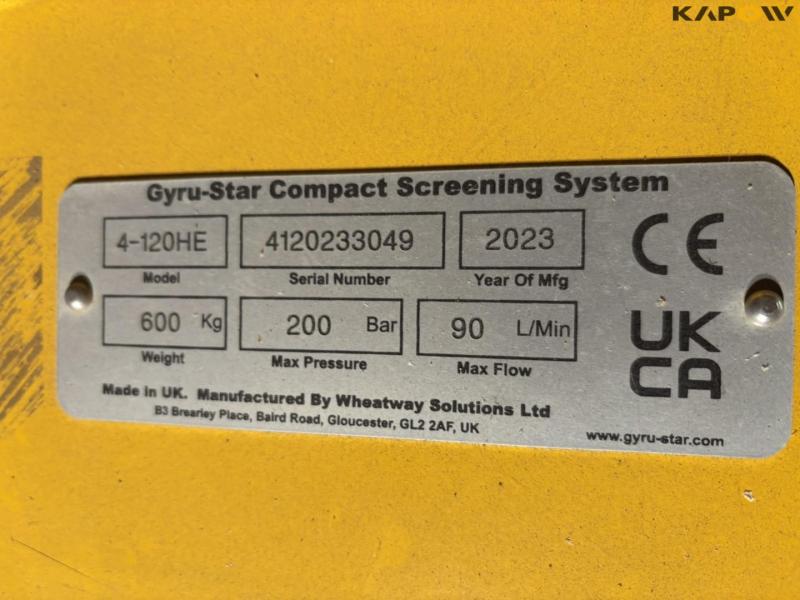 KAPOW
Gyru-Star Compact Screening System
4-120HE 4120233049 2023
Model Serial Number Year Of Mfg
600 Kg 200 Bar 90 L/Min
Weight Max Pressure Max Flow
CE
UK
CA
Made in UK. Manufactured By Wheatway Solutions Ltd
B3 Brearley Place, Baird Road, Gloucester, GL2 2AF, UK
www.gyru-star.com